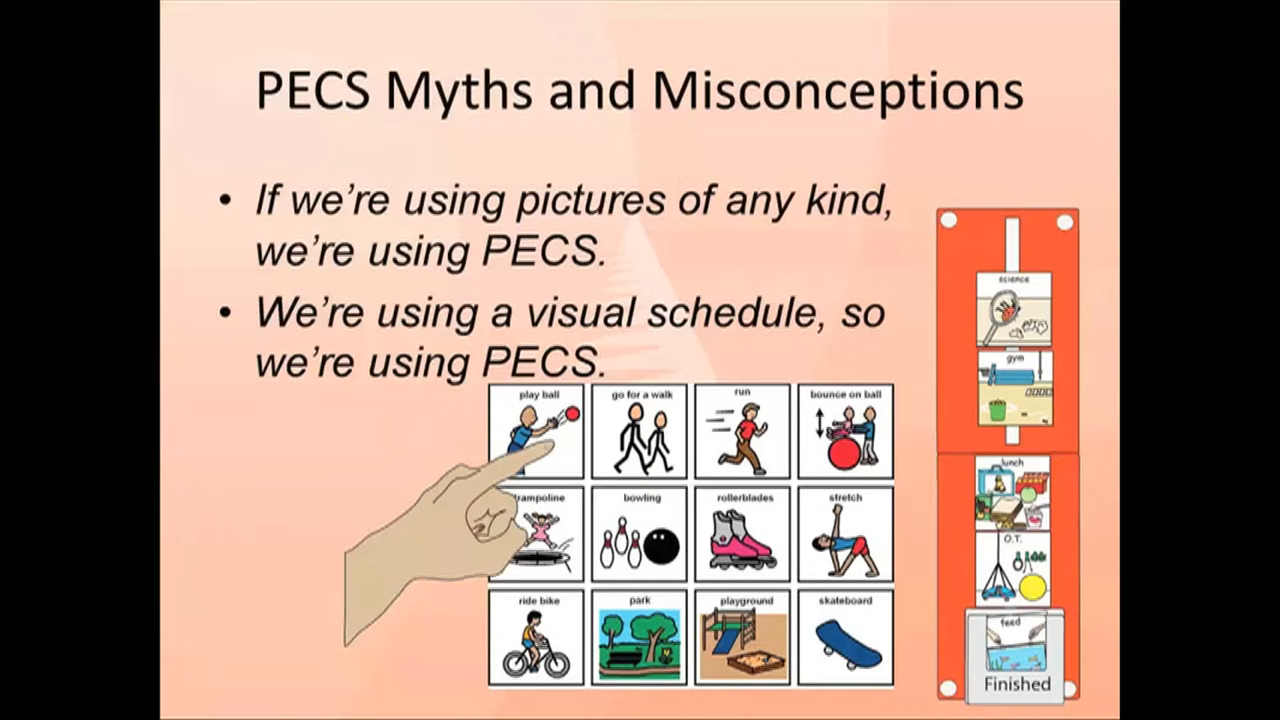 PECS Myths and Misconceptions
• If we're using pictures of any kind,
we're using PECS.
• We're using a visual schedule, so
we're using PECS.
play ball
go for a walk
run
bounce on ball
trampoline
bowling
rollerblades
stretch
ride bike
park
playground
skateboard
science
gym
lunch
O.T.
feed
Finished